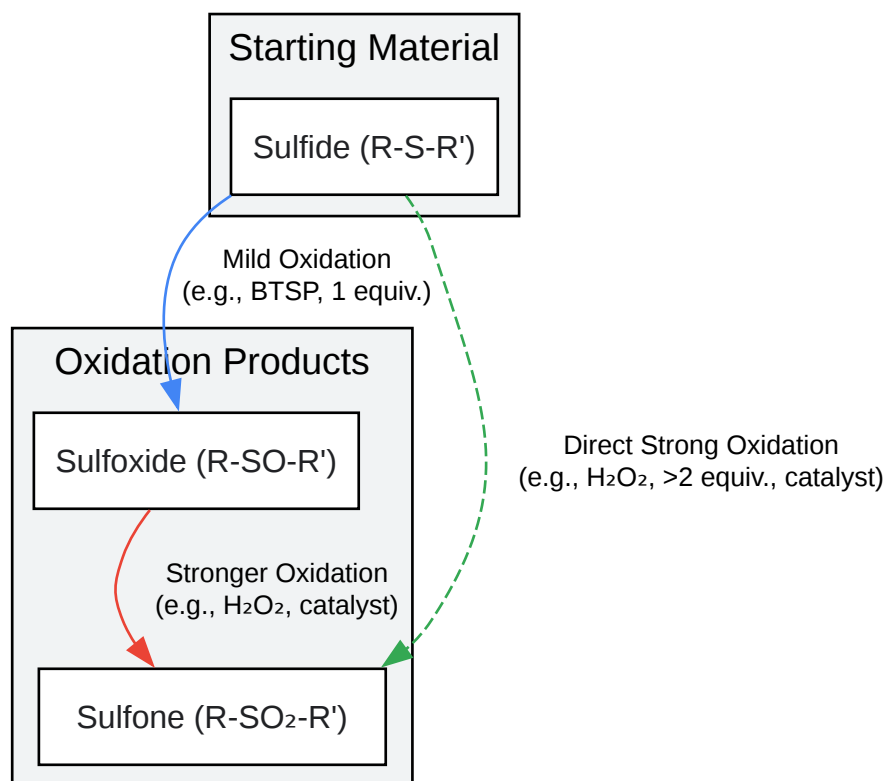 Starting Material
Sulfide (R-S-R')
Mild Oxidation
(e.g., BTSP, 1 equiv.)
Oxidation Products
Sulfoxide (R-SO-R')
Direct Strong Oxidation
(e.g., H₂O₂, >2 equiv., catalyst)
Stronger Oxidation
(e.g., H₂O₂, catalyst)
Sulfone (R-SO₂-R')